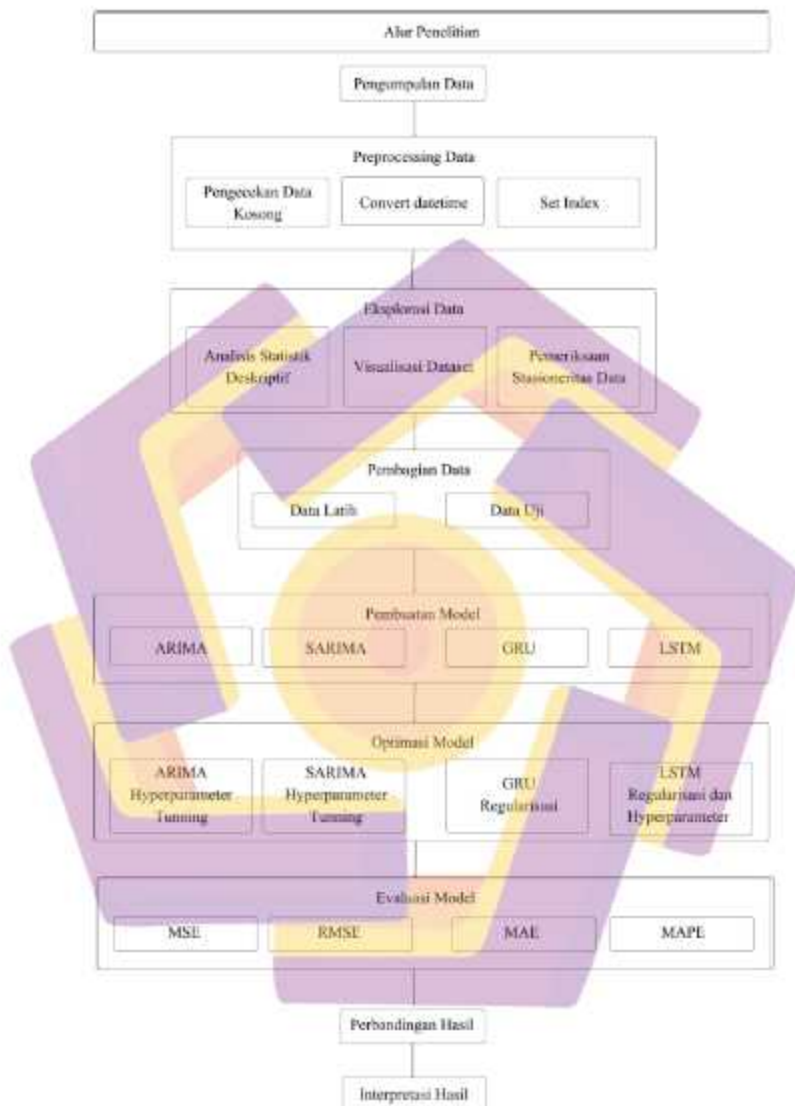 Alur Penelitian
Pengumpulan Data
Preprocessing Data
Pengecekan Data
Kosong
Convert datetime
Set Index
Eksplorasi Data
Analisis Statistik
Deskriptif
Visualisasi Dataset
Pemeriksaan
Stasioneritas Data
Pembagian Data
Data Latih
Data Uji
Pembuatan Model
ARIMA
SARIMA
GRU
LSTM
Optimasi Model
ARIMA
Hyperparameter
Tunning
SARIMA
Hyperparameter
Tunning
GRU
Regularisasi
LSTM
Regularisasi dan
Hyperparameter
Evaluasi Model
MSE
RMSE
MAE
MAPE
Perbandingan Hasil
Interpretasi Hasil